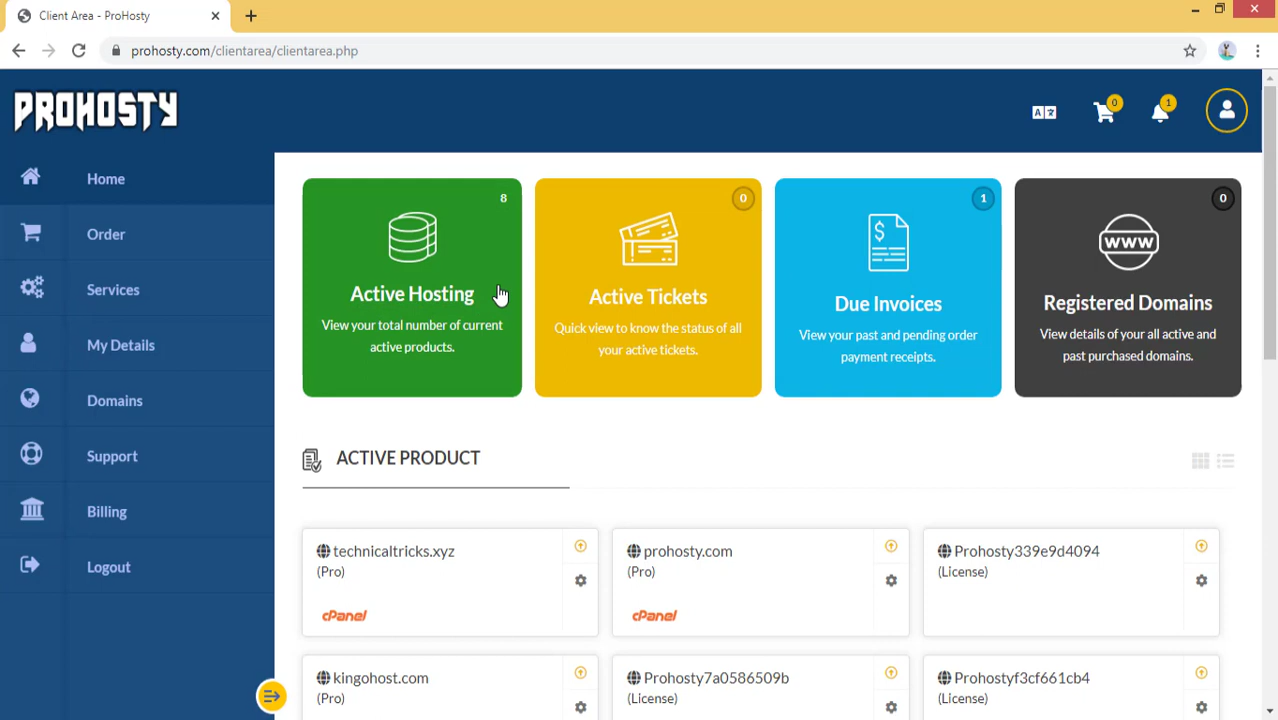 Client Area - ProHosty
prohosty.com/clientarea/clientarea.php
PROHOSTY
0
1
Home
Order
Services
My Details
Domains
Support
Billing
Logout
8
Active Hosting
View your total number of current
active products.
0
Active Tickets
Quick view to know the status of all
your active tickets.
1
$
Due Invoices
View your past and pending order
payment receipts.
0
WWW
Registered Domains
View details of your all active and
past purchased domains.
ACTIVE PRODUCT
technicaltricks.xyz
(Pro)
cPanel
prohosty.com
(Pro)
cPanel
Prohosty339e9d4094
(License)
kingohost.com
(Pro)
Prohosty7a0586509b
(License)
Prohostyf3cf661cb4
(License)